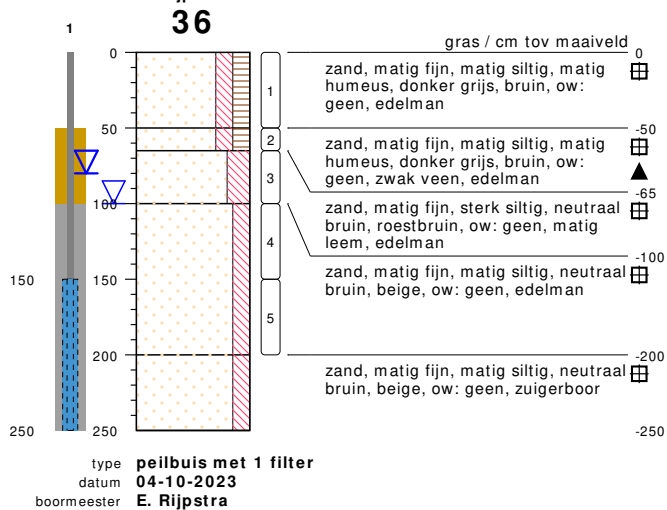 36
1
gras / cm tov maaiveld
0
0
zand, matig fijn, matig siltig, matig
humeus, donker grijs, bruin, ow:
geen, edelman
1
50
-50
2
zand, matig fijn, matig siltig, matig
humeus, donker grijs, bruin, ow:
geen, zwak veen, edelman
-65
3
zand, matig fijn, sterk siltig, neutraal
bruin, roestbruin, ow: geen, matig
leem, edelman
100
-100
4
zand, matig fijn, matig siltig, neutraal
bruin, beige, ow: geen, edelman
150
150
5
200
-200
zand, matig fijn, matig siltig, neutraal
bruin, beige, ow: geen, zuigerboor
250
250
-250
type peilbuis met 1 filter
datum 04-10-2023
boormeester E. Rijpstra